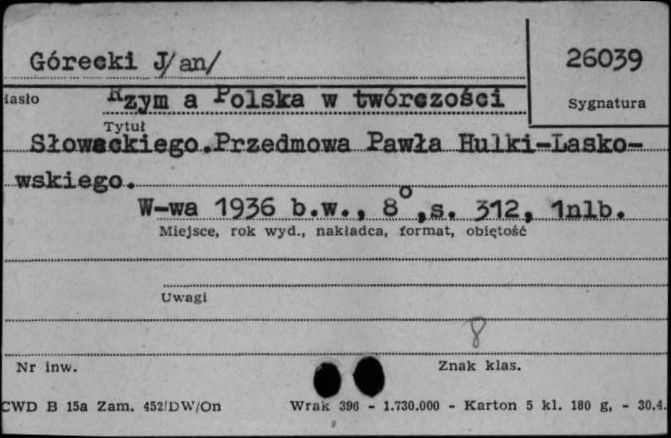 Górecki J/an/
26039
Hasło
Rzym a Polska w twórczości
Sygnatura
Tytuł
Słowackiego.Przedmowa Pawła Hulki-Lasko-
wskiego.
W-wa 1936 b.w., 8°,s. 312, 1nlb.
Miejsce, rok wyd., nakładca, format, objętość
Uwagi
8
Nr inw.
Znak klas.
CWD B 15a Zam. 452/DW/On
Wrak 396 - 1.730.000 - Karton 5 kl. 180 g, - 30.4.